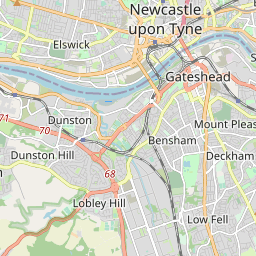 Newcastle
upon Tyne
Elswick
Gateshead
71
Dunston
70
Mount Pleas
Bensham
Dunston Hill
Deckham
68
Lobley Hill
Low Fell